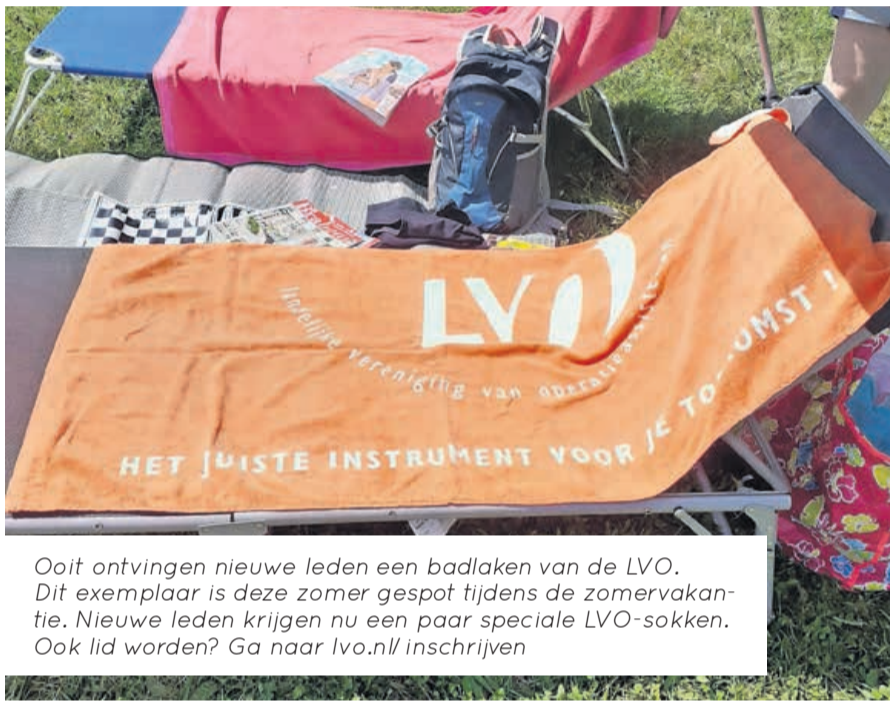 LVO
landelijke vereniging van operatieassistenten
HET JUISTE INSTRUMENT VOOR JE TOEKOMST !
Ooit ontvingen nieuwe leden een badlaken van de LVO.
Dit exemplaar is deze zomer gespot tijdens de zomervakan-
tie. Nieuwe leden krijgen nu een paar speciale LVO-sokken.
Ook lid worden? Ga naar lvo.nl/ inschrijven